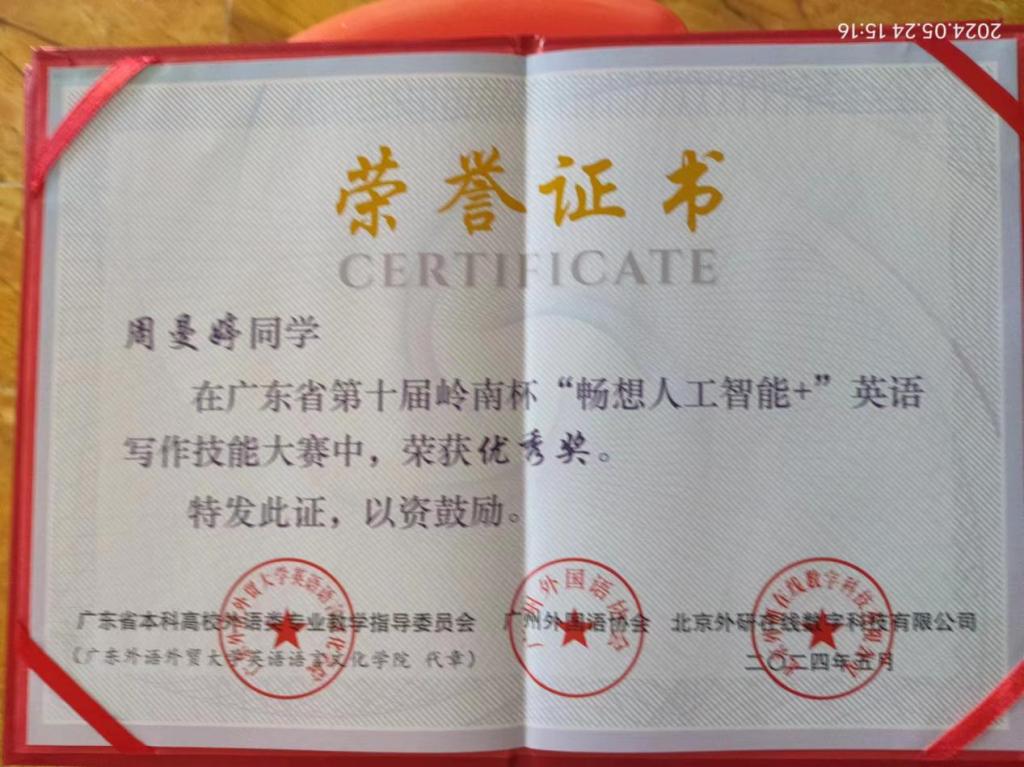 2024.05.24 15:16
荣誉证书
CERTIFICATE
周曼婷同学
在广东省第十届岭南杯“畅想人工智能+”英语
写作技能大赛中，荣获优秀奖。
特发此证，以资鼓励。
广东省本科高校外语类专业教学指导委员会 广州外国语协会 北京外研在线数字科技有限公司
（广东外语外贸大学英语语言文化学院 代章） 二〇二四年五月